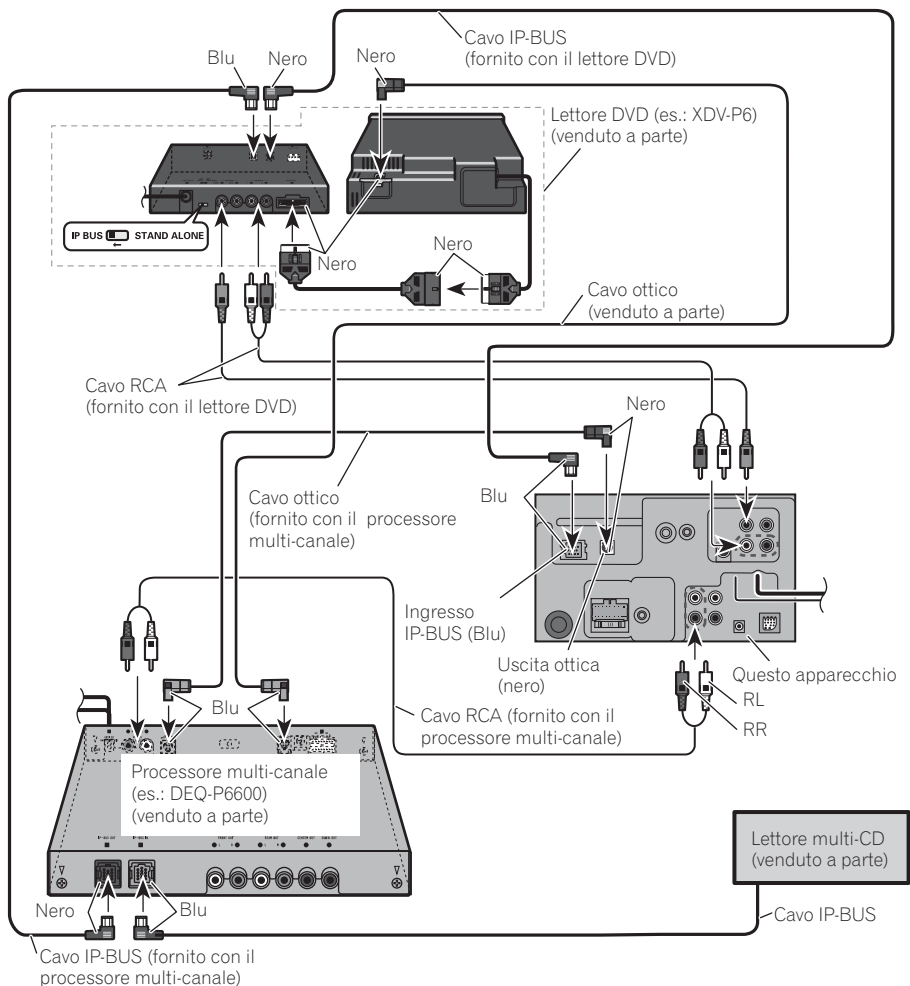 Cavo IP-BUS
(fornito con il lettore DVD)
Blu
Nero
Nero
Lettore DVD (es.: XDV-P6)
(venduto a parte)
IP BUS
STAND ALONE
Nero
Nero
Cavo ottico
(venduto a parte)
Cavo RCA
(fornito con il lettore DVD)
Nero
Cavo ottico
(fornito con il processore
multi-canale)
Blu
Ingresso
IP-BUS (Blu)
Uscita ottica
(nero)
Questo apparecchio
RL
RR
Blu
Cavo RCA (fornito con il
processore multi-canale)
Processore multi-canale
(es.: DEQ-P6600)
(venduto a parte)
Lettore multi-CD
(venduto a parte)
Nero
Blu
Cavo IP-BUS
Cavo IP-BUS (fornito con il
processore multi-canale)